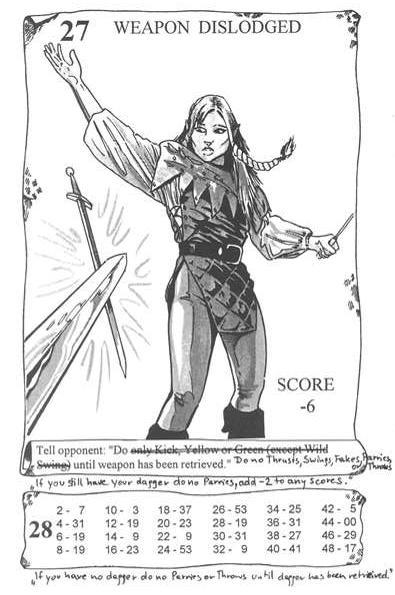 27 WEAPON DISLODGED
SCORE
-6
Tell opponent: "Do only Kick, Yellow or Green (except Wild
Swing) until weapon has been retrieved." Do no Thrusts, Swings, Fakes, Parries,
or Throws
"If you still have your dagger do no Parries, add -2 to any scores."
28
2 - 7 10 - 3 18 -37 26 -53 34 -25 42 - 5
4 -31 12 -19 20 -23 28 -19 36 -31 44 -00
6 -19 14 - 9 22 - 9 30 -31 38 -27 46 -29
8 -19 16 -23 24 -53 32 - 9 40 -41 48 -17
"If you have no dagger do no Parries or Throws until dagger has been retrieved."